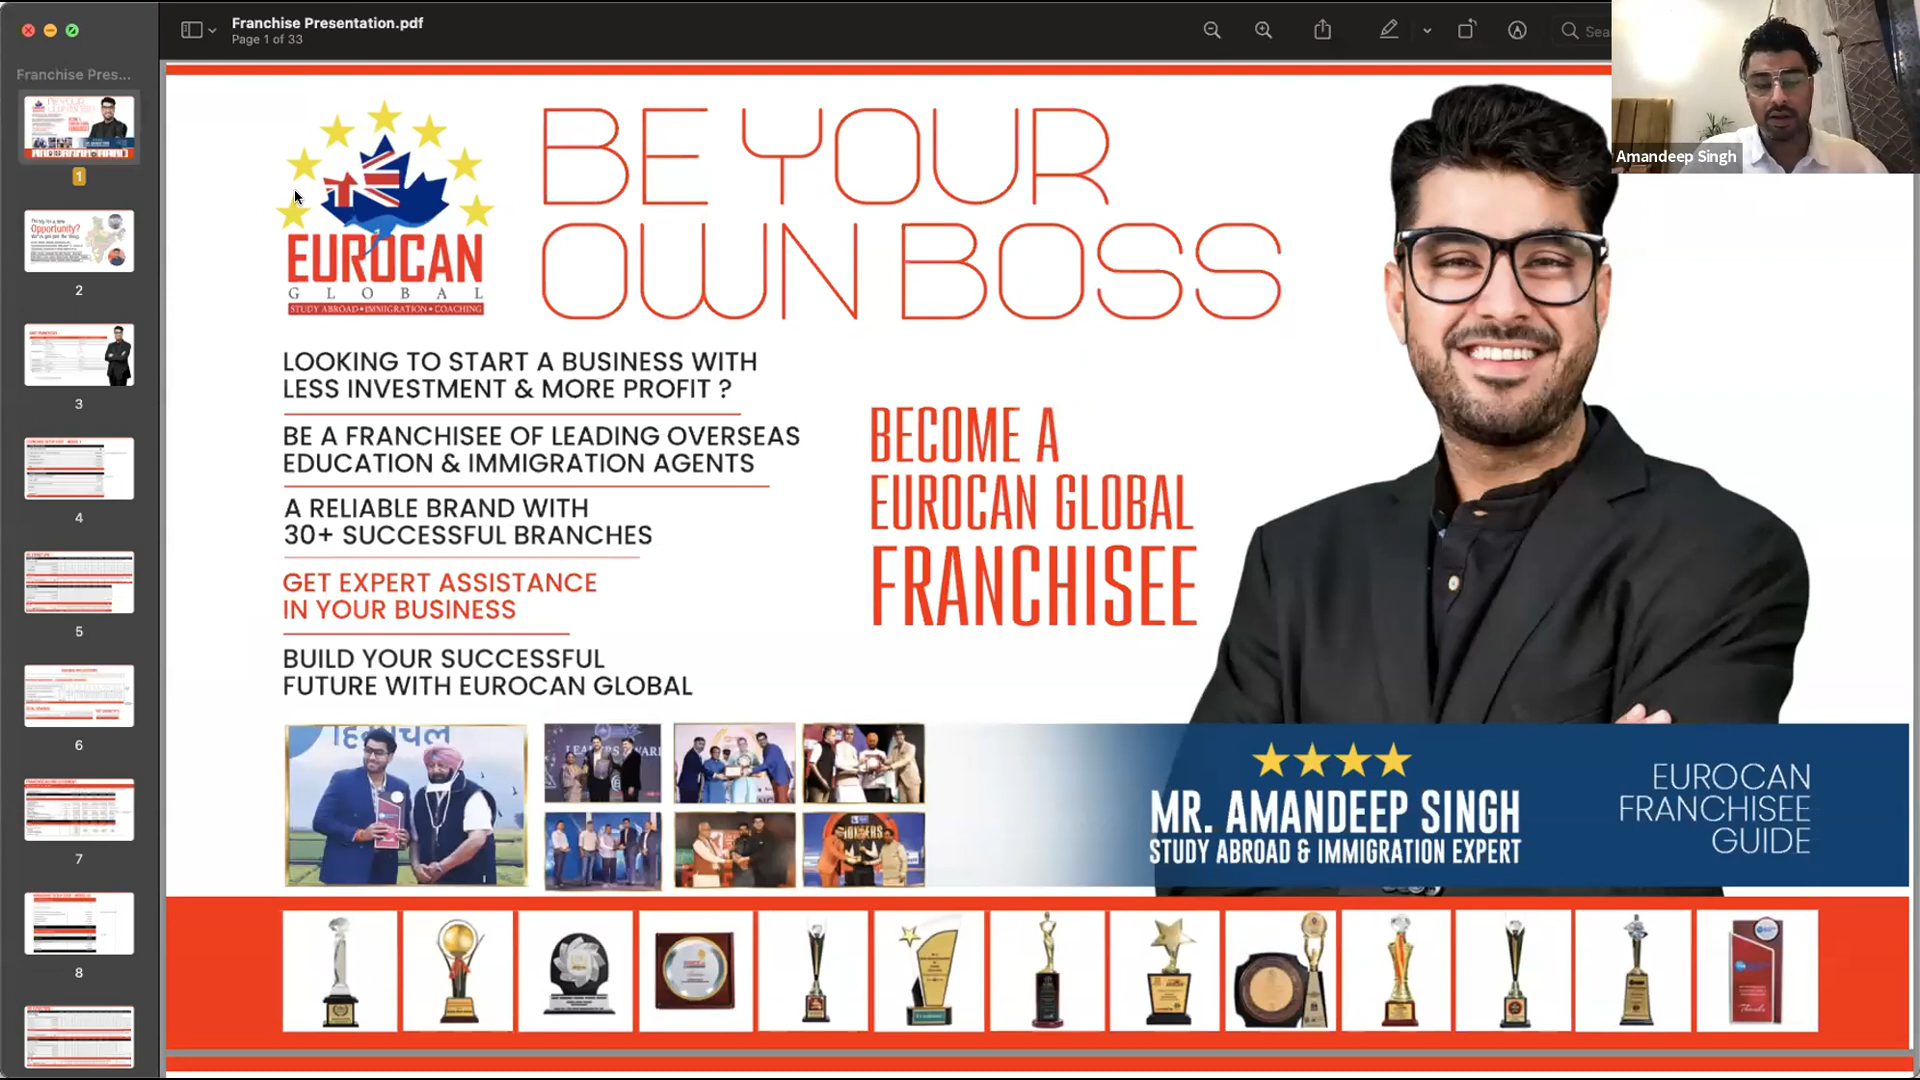 Franchise Presentation.pdf
Page 1 of 33
Sea
Franchise Pres...
1
2
3
4
5
6
7
8
Opportunity?
EUROCAN
GLOBAL
STUDY ABROAD•IMMIGRATION•COACHING
BE YOUR
OWN BOSS
LOOKING TO START A BUSINESS WITH
LESS INVESTMENT & MORE PROFIT ?
BE A FRANCHISEE OF LEADING OVERSEAS
EDUCATION & IMMIGRATION AGENTS
A RELIABLE BRAND WITH
30+ SUCCESSFUL BRANCHES
GET EXPERT ASSISTANCE
IN YOUR BUSINESS
BUILD YOUR SUCCESSFUL
FUTURE WITH EUROCAN GLOBAL
BECOME A
EUROCAN GLOBAL
FRANCHISEE
Amandeep Singh
MR. AMANDEEP SINGH
STUDY ABROAD & IMMIGRATION EXPERT
EUROCAN
FRANCHISEE
GUIDE